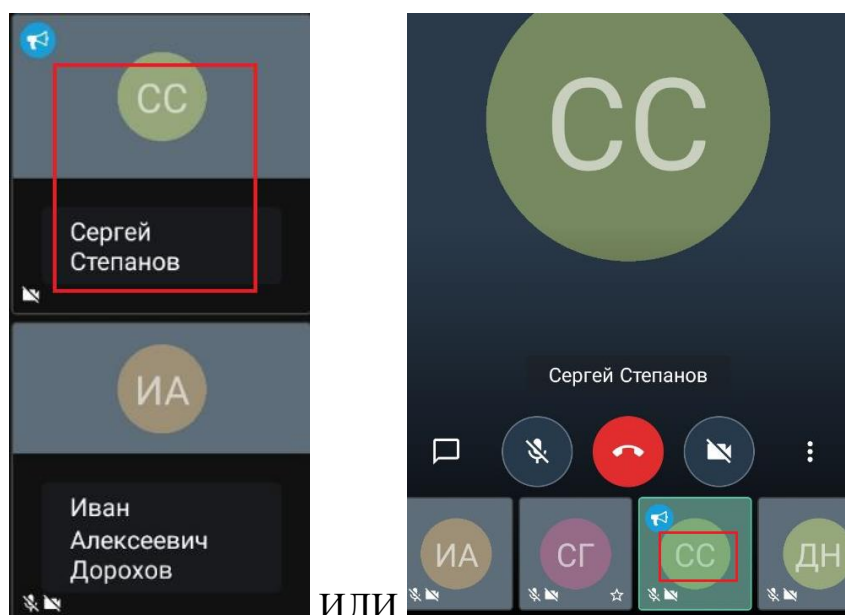 СС
Сергей
Степанов
ИА
Иван
Алексеевич
Дорохов
ИЛИ
СС
Сергей Степанов
ИА
СГ
СС
ДН